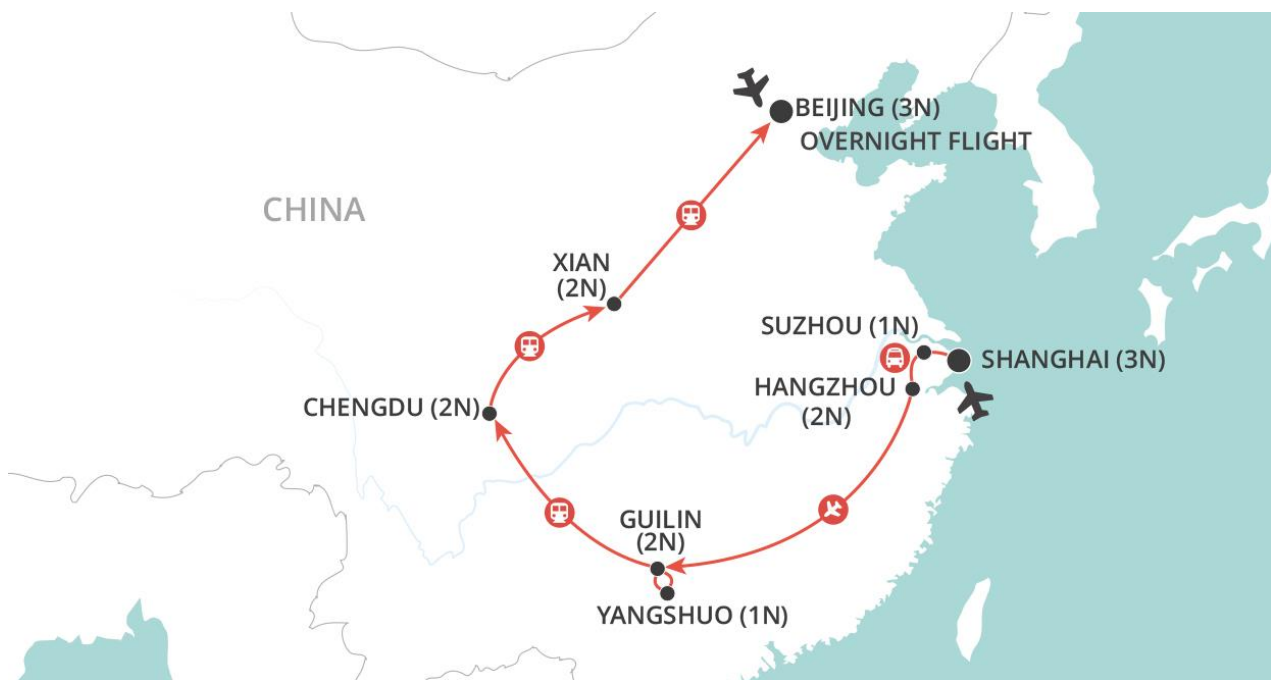 BEIJING (3N)
OVERNIGHT FLIGHT
CHINA
XIAN
(2N)
SUZHOU (1N)
SHANGHAI (3N)
HANGZHOU
(2N)
CHENGDU (2N)
GUILIN
(2N)
YANGSHUO (1N)